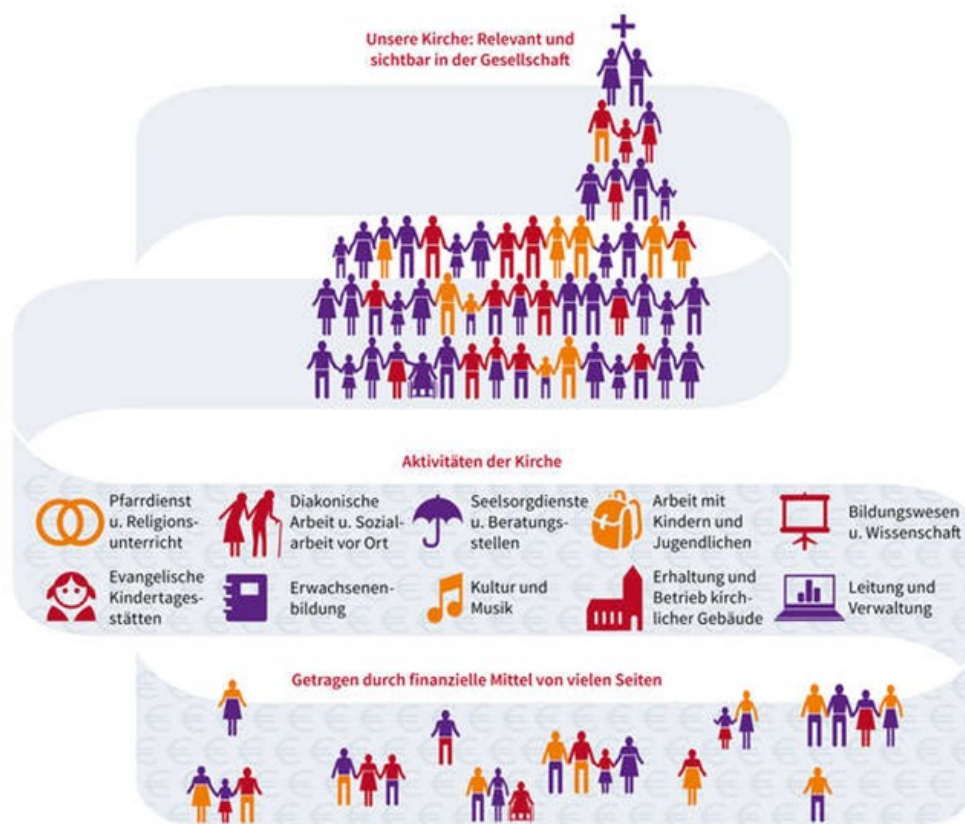 Unsere Kirche: Relevant und
sichtbar in der Gesellschaft
Aktivitäten der Kirche
Pfarrdienst
u. Religions-
unterricht
Diakonische
Arbeit u. Sozial-
arbeit vor Ort
Seelsorgdienste
u. Beratungs-
stellen
Arbeit mit
Kindern und
Jugendlichen
Bildungswesen
u. Wissenschaft
Evangelische
Kindertages-
stätten
Erwachsenen-
bildung
Kultur und
Musik
Erhaltung und
Betrieb kirch-
licher Gebäude
Leitung und
Verwaltung
Getragen durch finanzielle Mittel von vielen Seiten